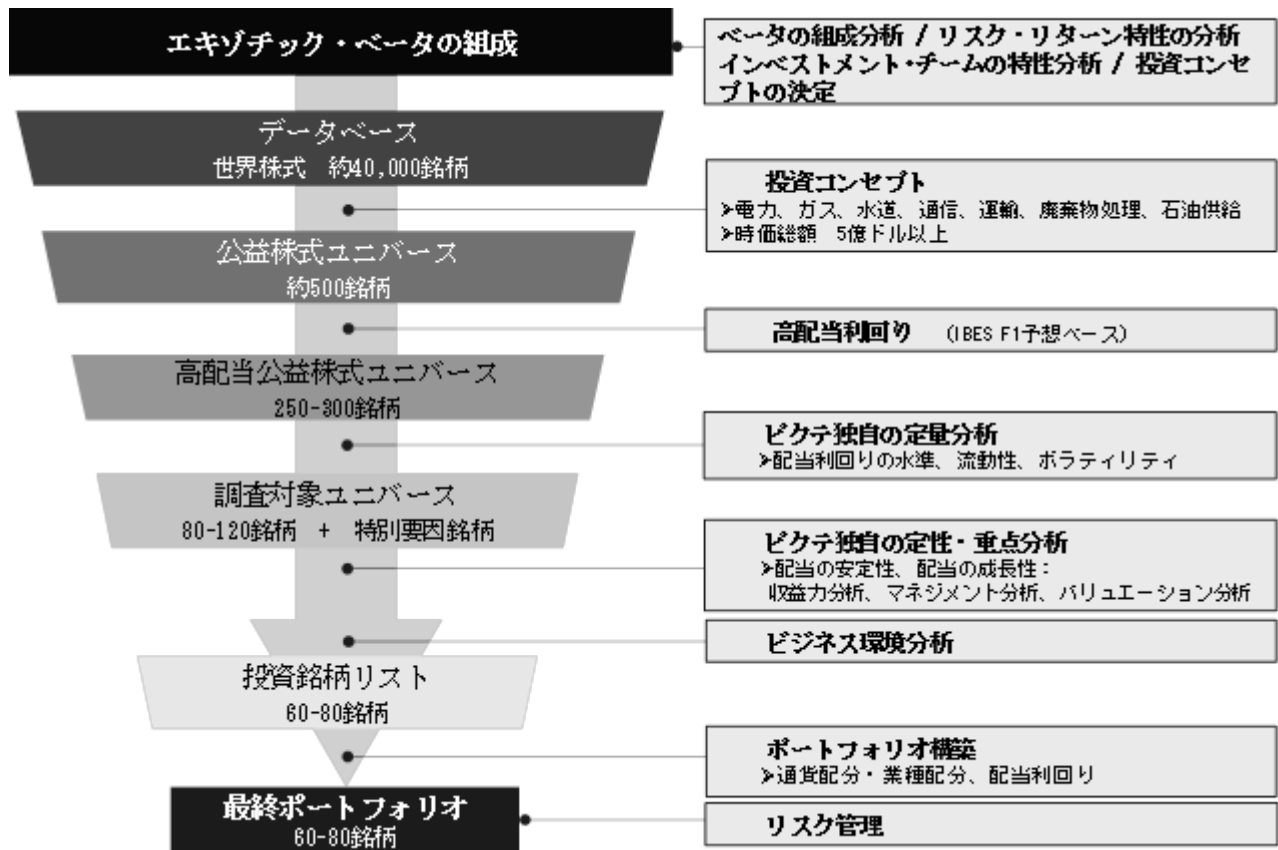 エキゾチック・ベータの組成
ベータの組成分析 / リスク・リターン特性の分析
インベストメント・チームの特性分析 / 投資コンセ
プトの決定
データベース
世界株式 約40,000銘柄
投資コンセプト
➢電力、ガス、水道、通信、運輸、廃棄物処理、石油供給
➢時価総額 5億ドル以上
公益株式ユニバース
約500銘柄
高配当利回り (IBES F1予想ベース)
高配当公益株式ユニバース
250-300銘柄
ピクテ独自の定量分析
➢配当利回りの水準、流動性、ボラティリティ
調査対象ユニバース
80-120銘柄 + 特別要因銘柄
ピクテ独自の定性・重点分析
➢配当の安定性、配当の成長性:
収益力分析、マネジメント分析、バリュエーション分析
ビジネス環境分析
投資銘柄リスト
60-80銘柄
ポートフォリオ構築
➢通貨配分・業種配分、配当利回り
最終ポートフォリオ
60-80銘柄
リスク管理